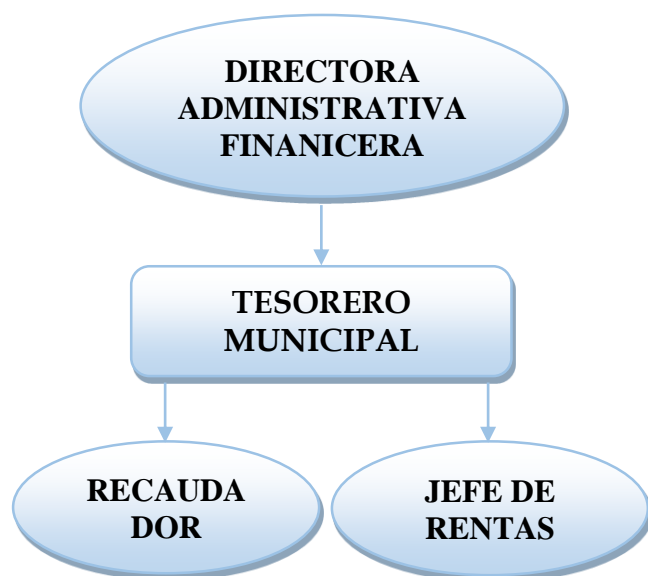 DIRECTORA
ADMINISTRATIVA
FINANICERA
TESORERO
MUNICIPAL
RECAUDA
DOR
JEFE DE
RENTAS